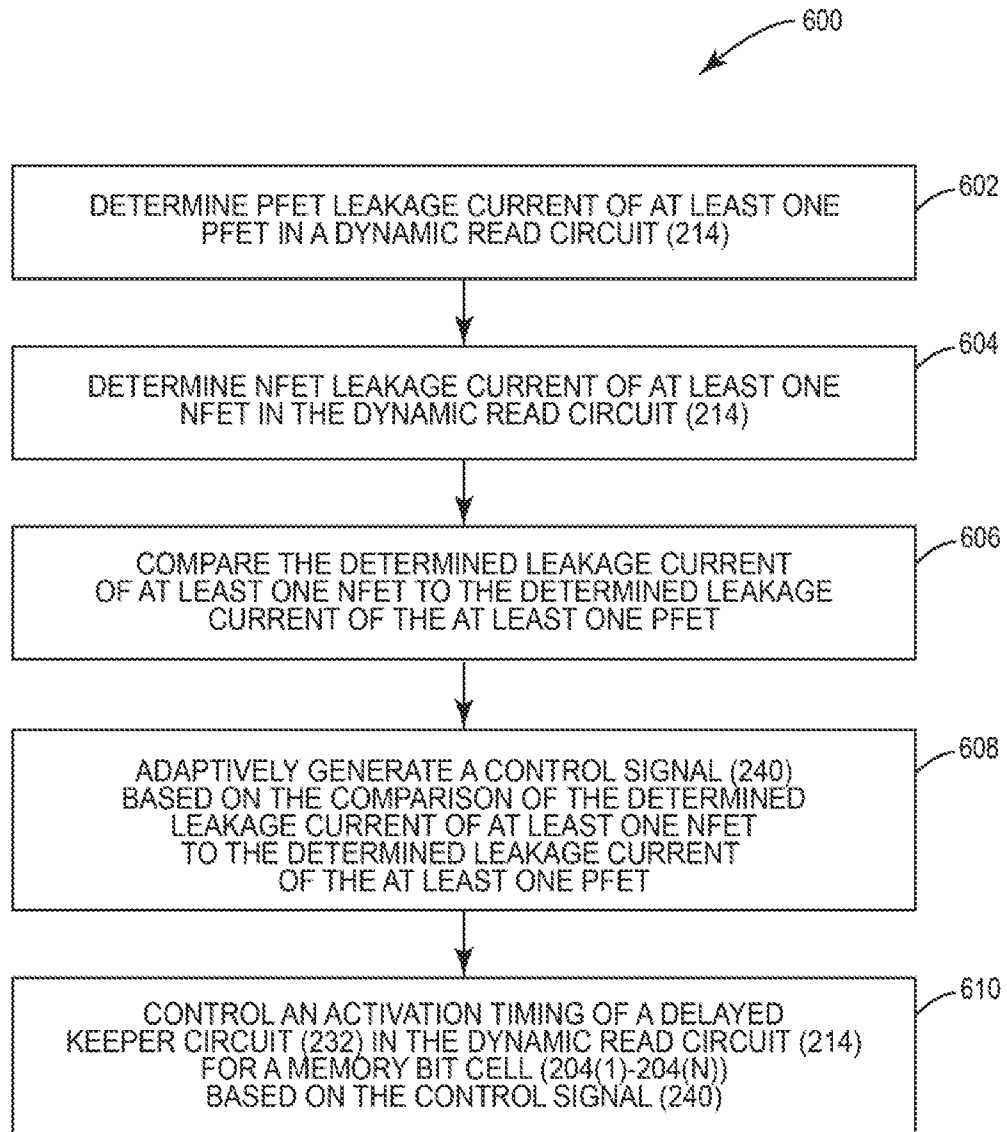 600
602
DETERMINE PFET LEAKAGE CURRENT OF AT LEAST ONE
PFET IN A DYNAMIC READ CIRCUIT (214)
604
DETERMINE NFET LEAKAGE CURRENT OF AT LEAST ONE
NFET IN THE DYNAMIC READ CIRCUIT (214)
606
COMPARE THE DETERMINED LEAKAGE CURRENT
OF AT LEAST ONE NFET TO THE DETERMINED LEAKAGE
CURRENT OF THE AT LEAST ONE PFET
608
ADAPTIVELY GENERATE A CONTROL SIGNAL (240)
BASED ON THE COMPARISON OF THE DETERMINED
LEAKAGE CURRENT OF AT LEAST ONE NFET
TO THE DETERMINED LEAKAGE CURRENT
OF THE AT LEAST ONE PFET
610
CONTROL AN ACTIVATION TIMING OF A DELAYED
KEEPER CIRCUIT (232) IN THE DYNAMIC READ CIRCUIT (214)
FOR A MEMORY BIT CELL (204(1)-204(N))
BASED ON THE CONTROL SIGNAL (240)